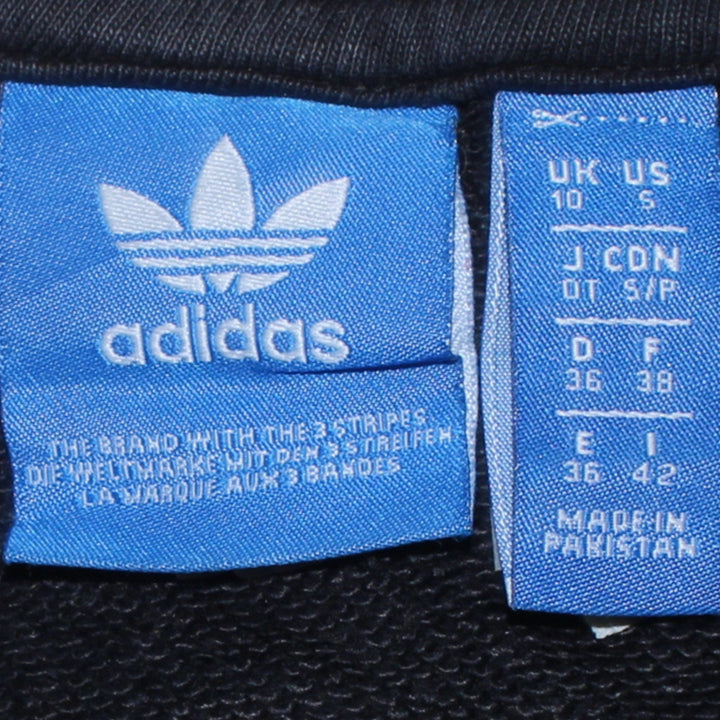 adidas
THE BRAND WITH THE 3 STRIPES
DIE WELTMARKE MIT DEN 3 STREIFEN
LA MARQUE AUX 3 BANDES
UK US
10 S
J CDN
OT S/P
D F
36 38
E I
36 42
MADE IN
PAKISTAN